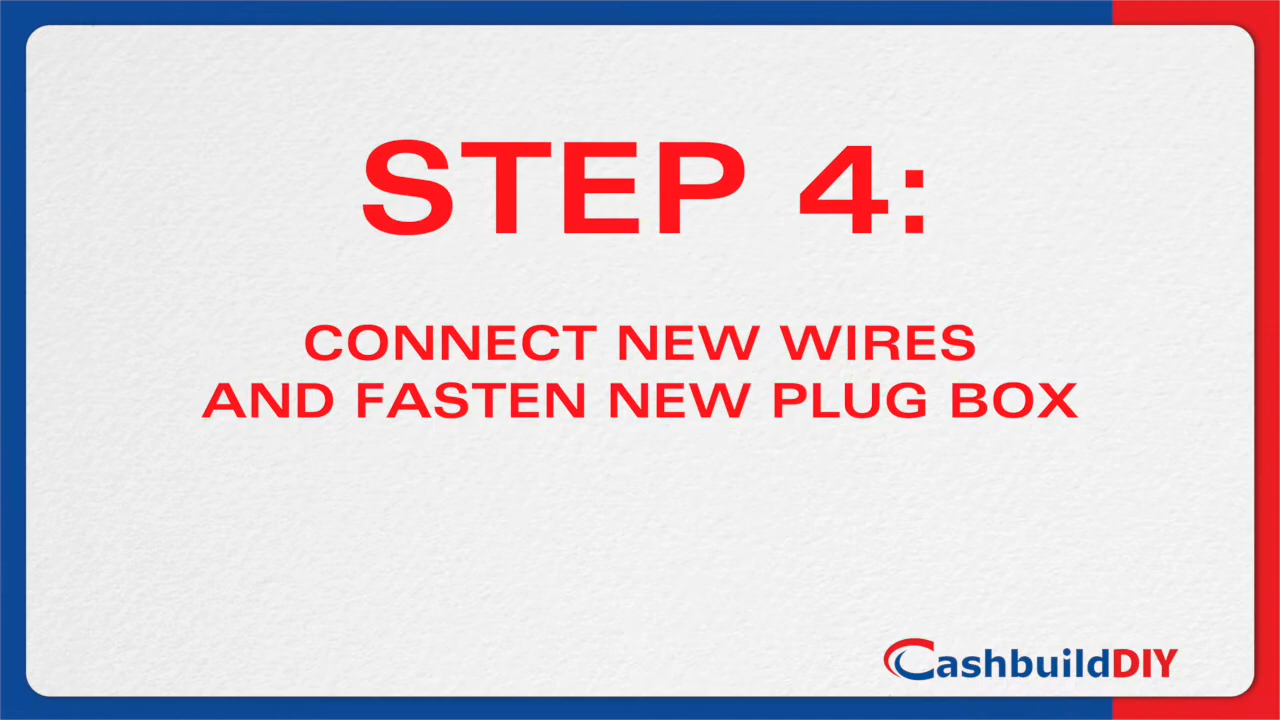 STEP 4:
CONNECT NEW WIRES
AND FASTEN NEW PLUG BOX
CashbuildDIY